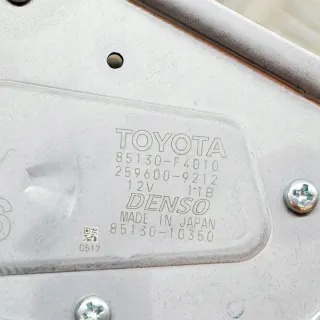 TOYOTA
85130-F4010
259600-9212
12V 11B
DENSO
MADE IN JAPAN
85130-10350
0517